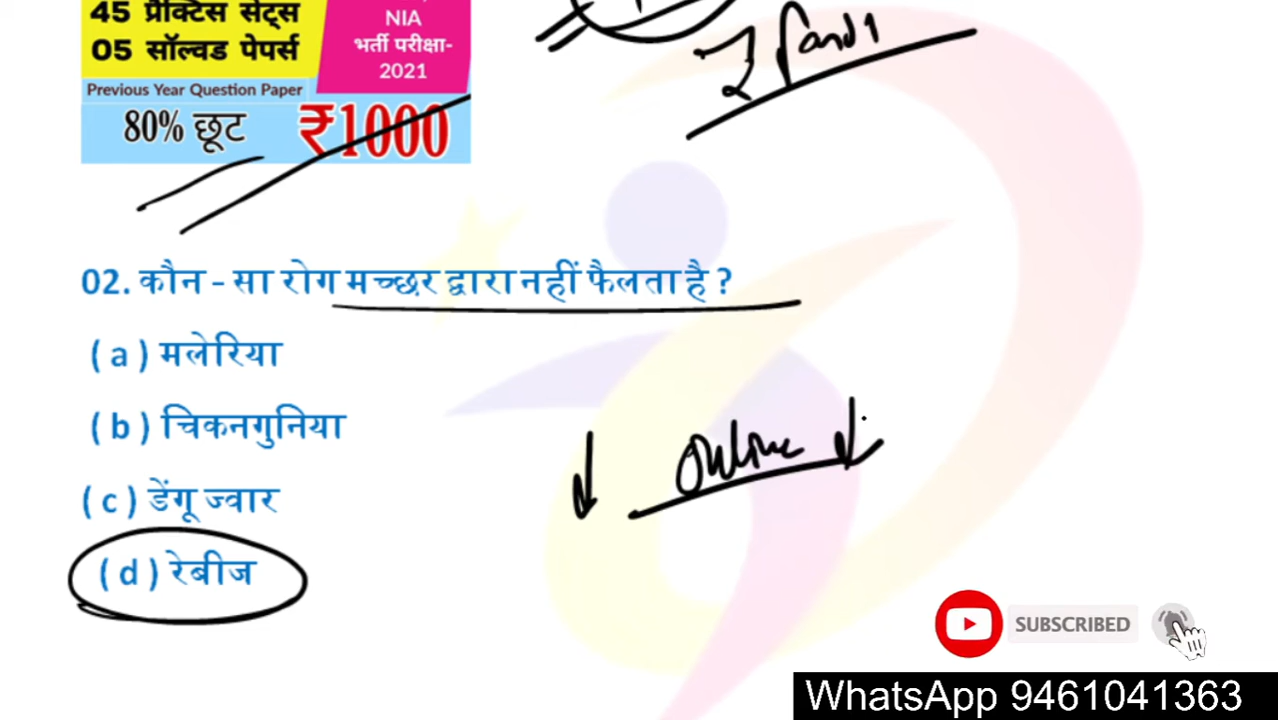 45 प्रैक्टिस सेट्स
05 सॉल्वड पेपर्स
NIA
भर्ती परीक्षा-
2021
Previous Year Question Paper
80% छूट ₹1000
02. कौन - सा रोग मच्छर द्वारा नहीं फैलता है ?
( a ) मलेरिया
( b ) चिकनगुनिया
( c ) डेंगू ज्वार
( d ) रेबीज
online
SUBSCRIBED
WhatsApp 9461041363